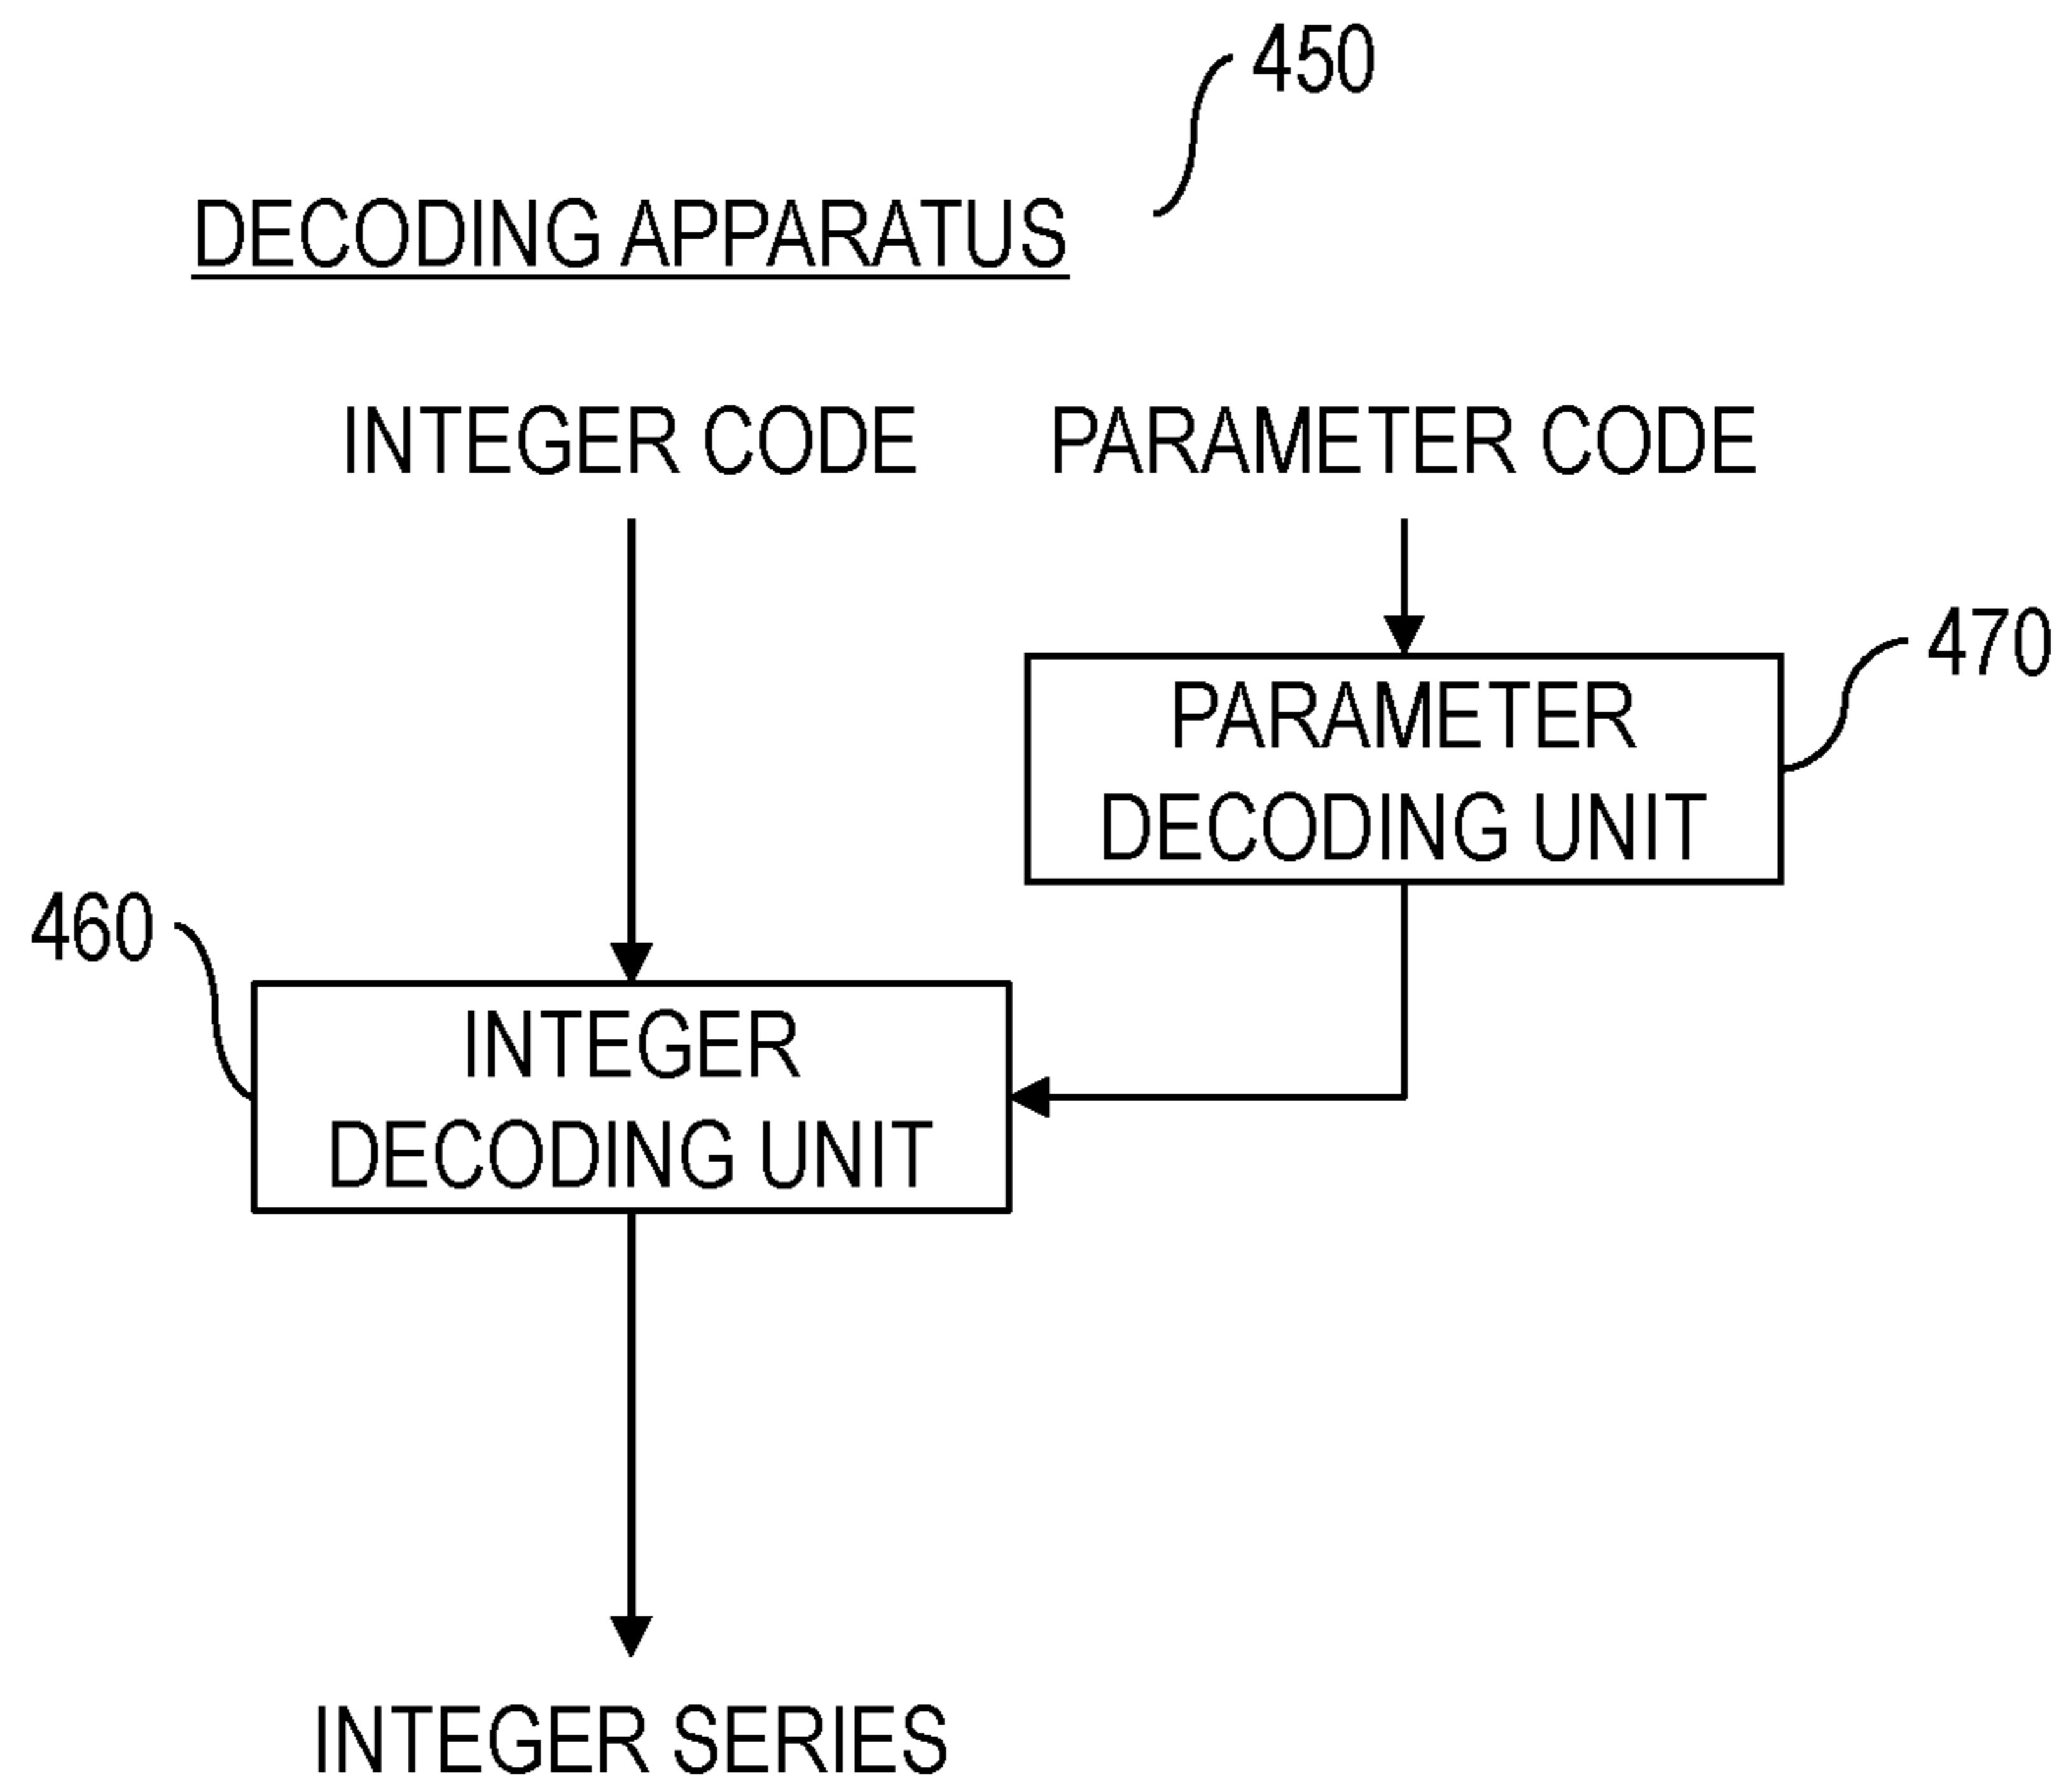 450
DECODING APPARATUS
INTEGER CODE
PARAMETER CODE
470
PARAMETER
DECODING UNIT
460
INTEGER
DECODING UNIT
INTEGER SERIES